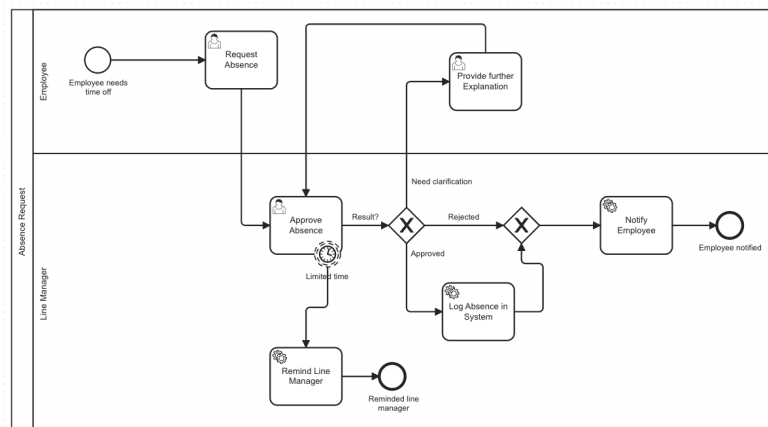 Absence Request
Employee
Employee needs
time off
Request
Absence
Provide further
Explanation
Line Manager
Need clarification
Approve
Absence
Limited time
Result?
Rejected
Approved
Log Absence in
System
Notify
Employee
Employee notified
Remind Line
Manager
Reminded line
manager